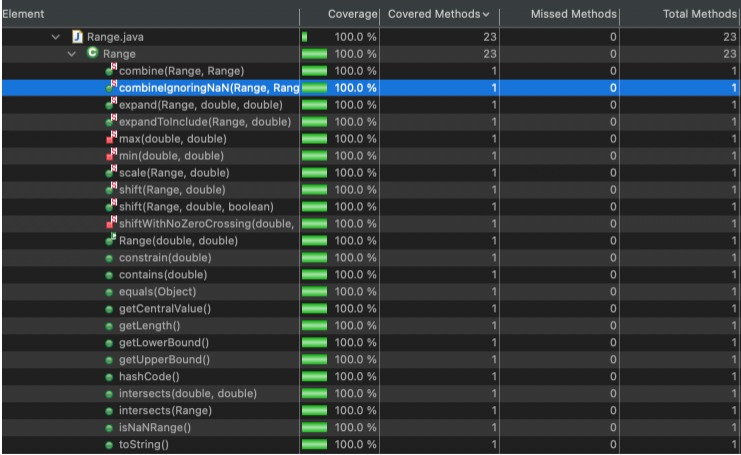 Element Coverage Covered Methods Missed Methods Total Methods
Range.java 100.0 % 23 0 23
Range 100.0 % 23 0 23
combine(Range, Range) 100.0 % 1 0 1
combineIgnoringNaN(Range, Rang 100.0 % 1 0 1
expand(Range, double, double) 100.0 % 1 0 1
expandToInclude(Range, double) 100.0 % 1 0 1
max(double, double) 100.0 % 1 0 1
min(double, double) 100.0 % 1 0 1
scale(Range, double) 100.0 % 1 0 1
shift(Range, double) 100.0 % 1 0 1
shift(Range, double, boolean) 100.0 % 1 0 1
shiftWithNoZeroCrossing(double, 100.0 % 1 0 1
Range(double, double) 100.0 % 1 0 1
constrain(double) 100.0 % 1 0 1
contains(double) 100.0 % 1 0 1
equals(Object) 100.0 % 1 0 1
getCentralValue() 100.0 % 1 0 1
getLength() 100.0 % 1 0 1
getLowerBound() 100.0 % 1 0 1
getUpperBound() 100.0 % 1 0 1
hashCode() 100.0 % 1 0 1
intersects(double, double) 100.0 % 1 0 1
intersects(Range) 100.0 % 1 0 1
isNaNRange() 100.0 % 1 0 1
toString() 100.0 % 1 0 1